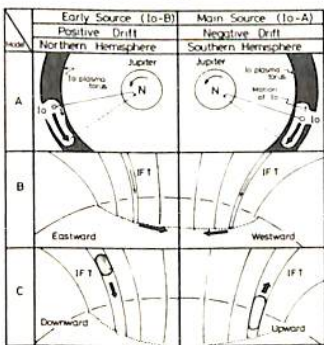 Early Source (Io-B)
Main Source (Io-A)
Model
Positive Drift
Negative Drift
Northern Hemisphere
Southern Hemisphere
A
Io plasma
torus
Jupiter
N
Io
Jupiter
N
Io plasma
torus
Motion
of Io
Io
B
IFT
Eastward
IFT
Westward
C
IFT
Downward
IFT
Upward